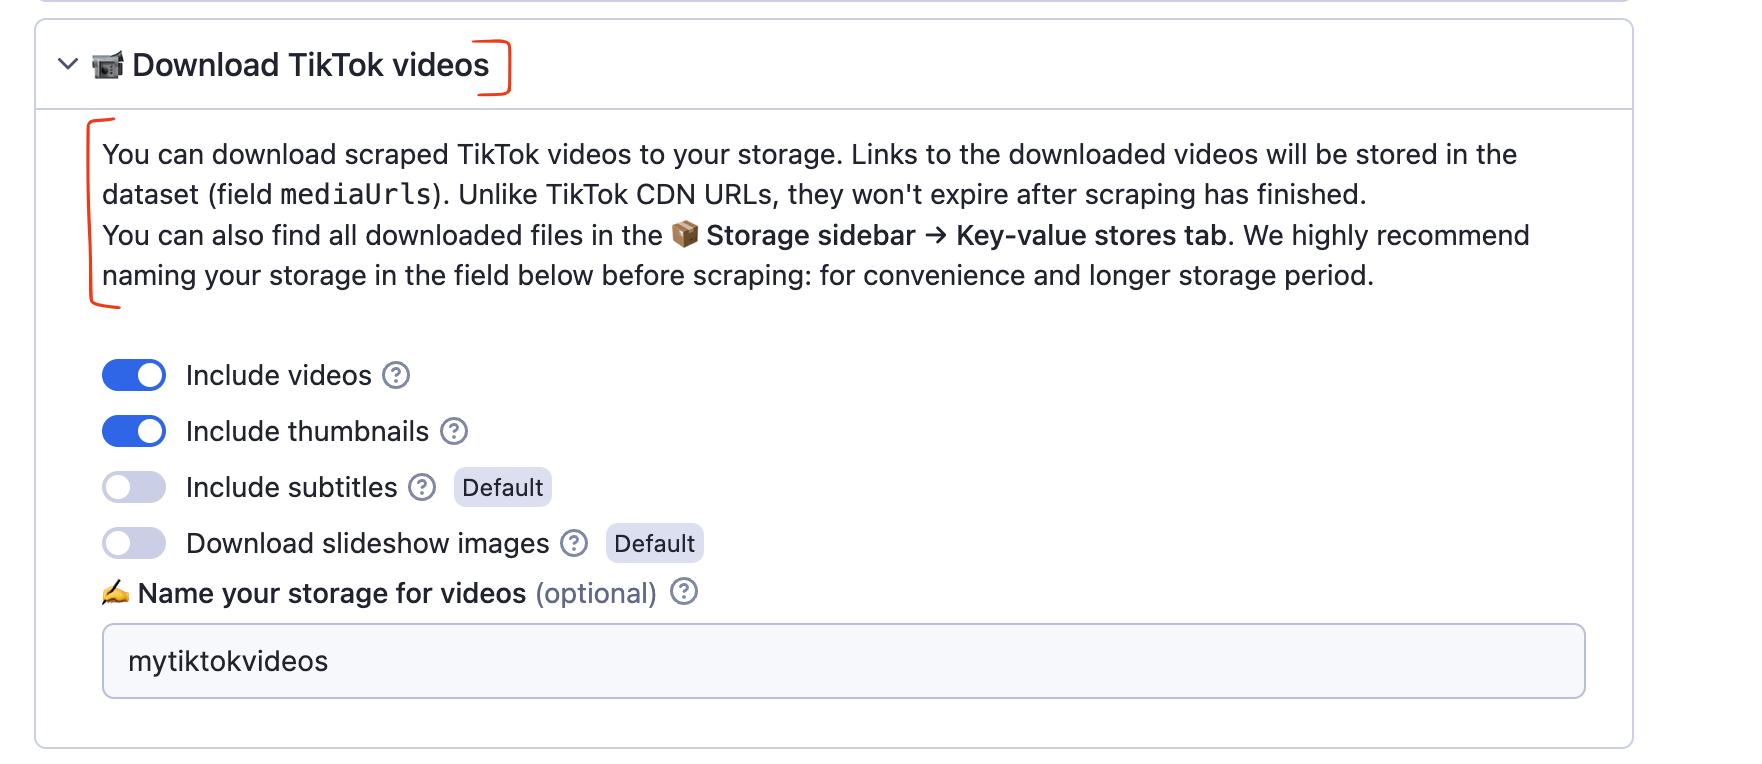 Download TikTok videos
You can download scraped TikTok videos to your storage. Links to the downloaded videos will be stored in the
dataset (field mediaUrls). Unlike TikTok CDN URLs, they won't expire after scraping has finished.
You can also find all downloaded files in the 📦 Storage sidebar → Key-value stores tab. We highly recommend
naming your storage in the field below before scraping: for convenience and longer storage period.
Include videos ?
Include thumbnails ?
Include subtitles ? Default
Download slideshow images ? Default
✍️ Name your storage for videos (optional) ?
mytiktokvideos